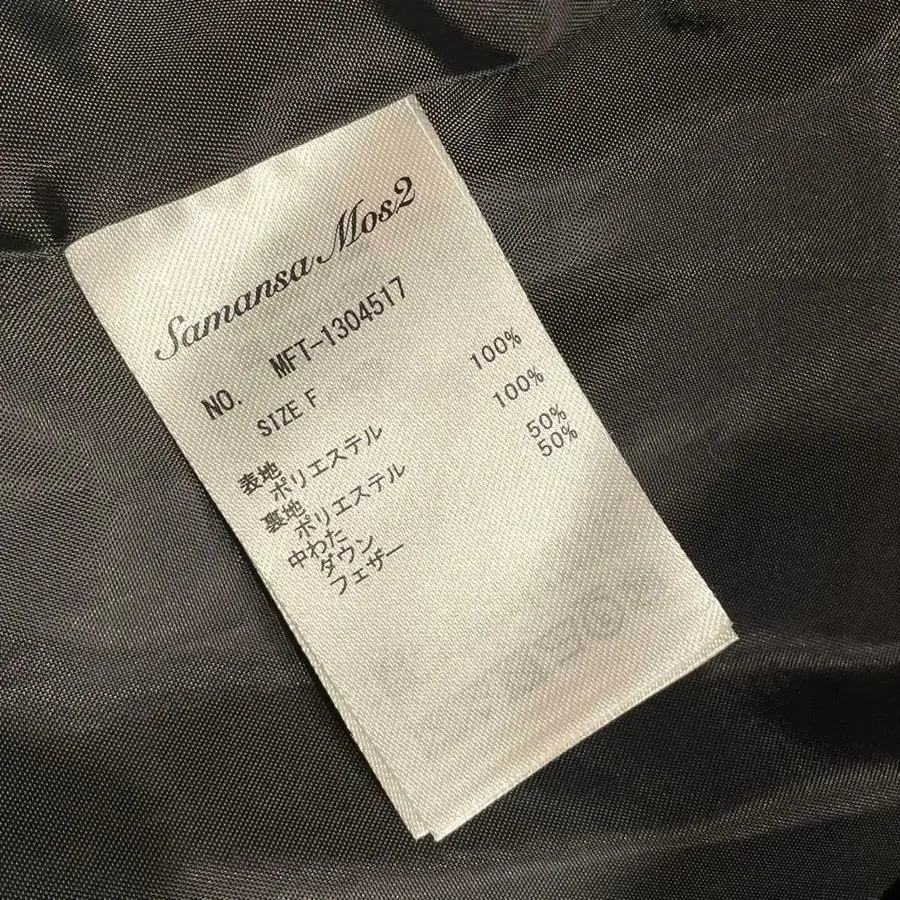 Samansa Mos2
NO. MFT-1304517
SIZE F
表地
ポリエステル 100%
裏地
ポリエステル 100%
中わた
ダウン 50%
フェザー 50%